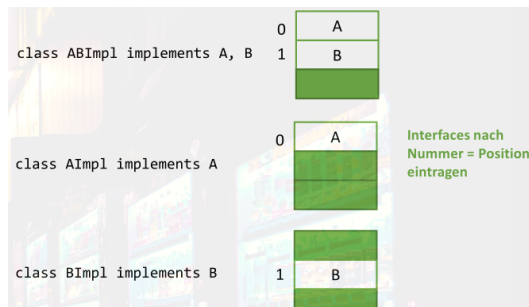 0 A
class ABImpl implements A, B 1 B
0 A
Interfaces nach
Nummer = Position
eintragen
class AImpl implements A
class BImpl implements B 1 B